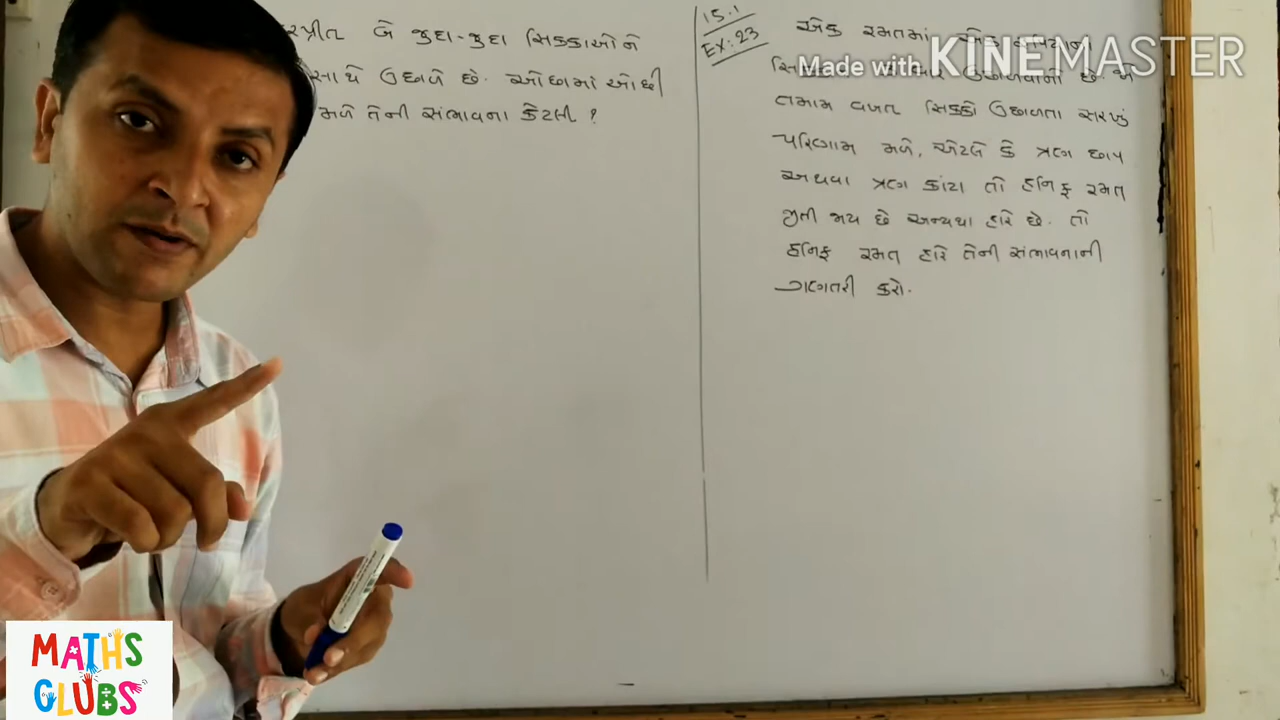 રપ્રીત બે જુદા-જુદા સિક્કાઓને
સાથે ઉછાળે છે. ઓછામાં ઓછી
મળે તેની સંભાવના કેટલી ?
15.1
Ex:23
એક રમતમાં એક
Made with KINEMASTER
તમામ વખત સિક્કો ઉછાળતા સરખું
પરિણામ મળે, એટલે કે ત્રણ છાપ
અથવા ત્રણ કાંટા તો હનિફ રમત
જીતી જાય છે અન્યથા હારે છે. તો
હનિફ રમત હારે તેની સંભાવનાની
ગણતરી કરો.
MATHS
CLUBS